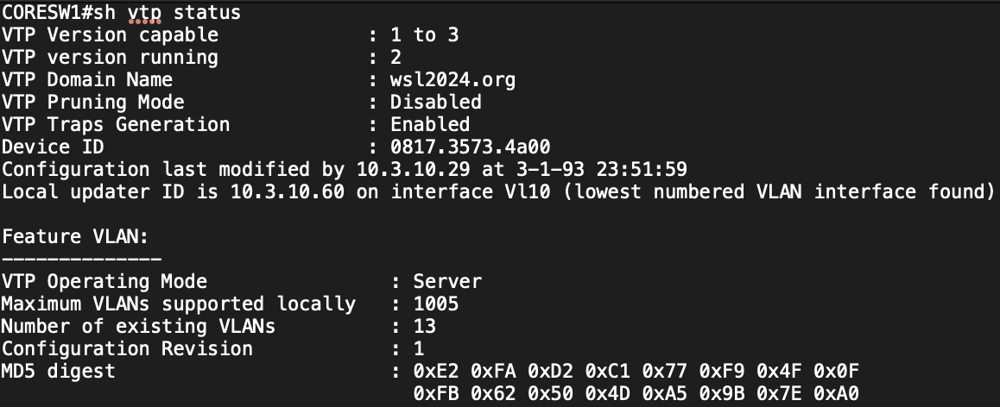 CORESW1#sh vtp status
VTP Version capable : 1 to 3
VTP version running : 2
VTP Domain Name : wsl2024.org
VTP Pruning Mode : Disabled
VTP Traps Generation : Enabled
Device ID : 0817.3573.4a00
Configuration last modified by 10.3.10.29 at 3-1-93 23:51:59
Local updater ID is 10.3.10.60 on interface Vl10 (lowest numbered VLAN interface found)
Feature VLAN:
--------------
VTP Operating Mode : Server
Maximum VLANs supported locally : 1005
Number of existing VLANs : 13
Configuration Revision : 1
MD5 digest : 0xE2 0xFA 0xD2 0xC1 0x77 0xF9 0x4F 0x0F
0xFB 0x62 0x50 0x4D 0xA5 0x9B 0x7E 0xA0